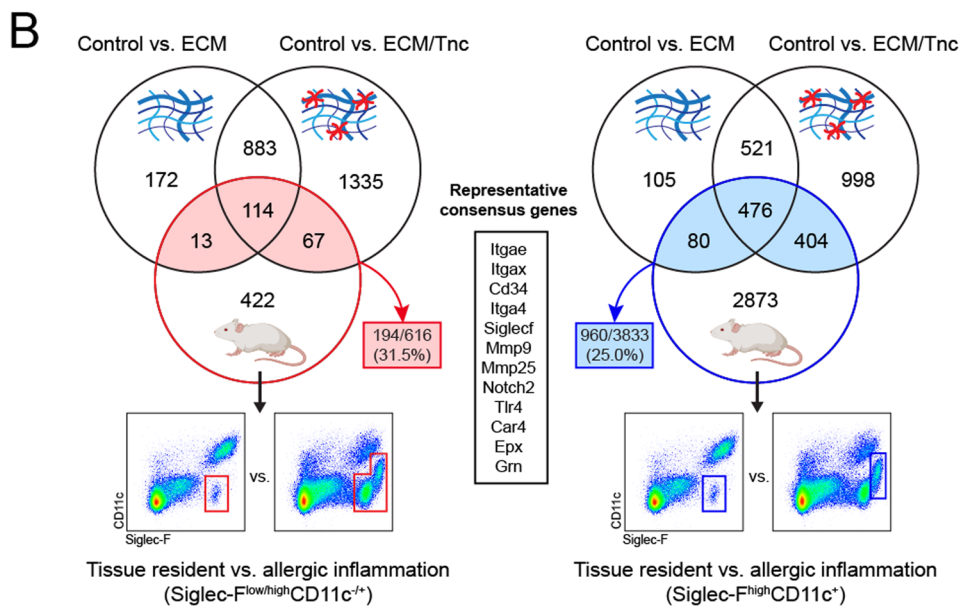 B
Control vs. ECM
Control vs. ECM/Tnc
883
172
1335
114
13
67
422
194/616
(31.5%)
CD11c
Siglec-F
vs.
Tissue resident vs. allergic inflammation
(Siglec-Flow/highCD11c-/+)
Representative
consensus genes
Itgae
Itgax
Cd34
Itga4
Siglecf
Mmp9
Mmp25
Notch2
Tlr4
Car4
Epx
Grn
Control vs. ECM
Control vs. ECM/Tnc
521
105
998
476
80
404
2873
960/3833
(25.0%)
CD11c
Siglec-F
vs.
Tissue resident vs. allergic inflammation
(Siglec-FhighCD11c+)